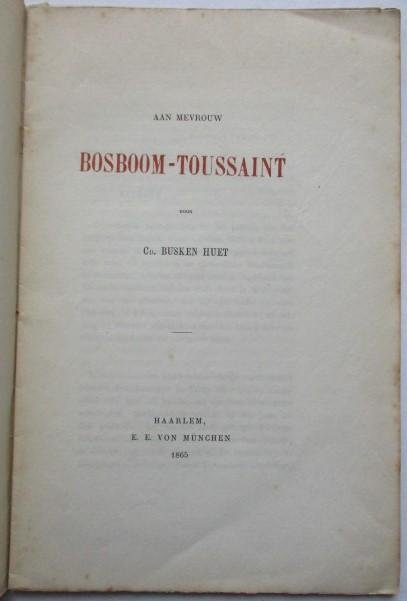 AAN MEVROUW
BOSBOOM-TOUSSAINT
DOOR
CD. BUSKEN HUET
HAARLEM,
E. E. VON MÜNCHEN
1865